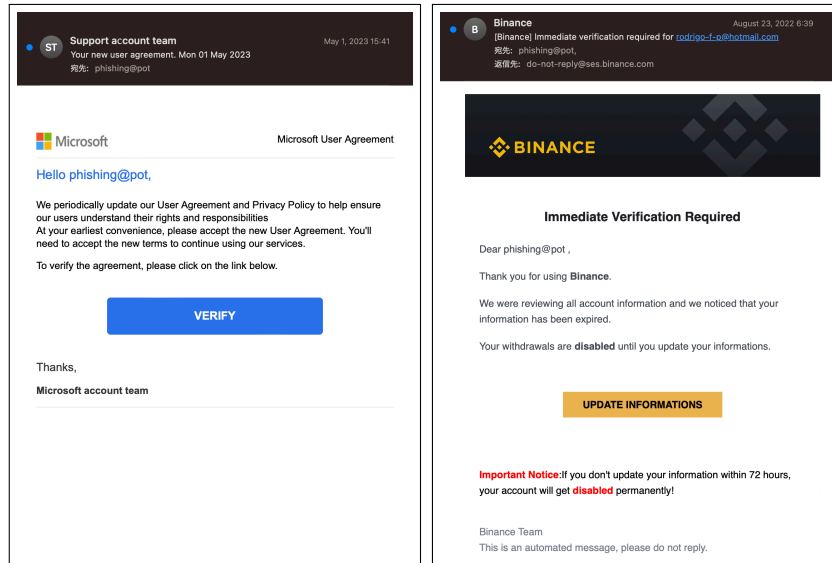 ST
Support account team
May 1, 2023 15:41
Your new user agreement. Mon 01 May 2023
宛先: phishing@pot
Microsoft
Microsoft User Agreement
Hello phishing@pot,
We periodically update our User Agreement and Privacy Policy to help ensure
our users understand their rights and responsibilities
At your earliest convenience, please accept the new User Agreement. You'll
need to accept the new terms to continue using our services.
To verify the agreement, please click on the link below.
VERIFY
Thanks,
Microsoft account team
B
Binance
August 23, 2022 6:39
[Binance] Immediate verification required for rodrigo-f-p@hotmail.com
宛先: phishing@pot,
返信先: do-not-reply@ses.binance.com
BINANCE
Immediate Verification Required
Dear phishing@pot ,
Thank you for using Binance.
We were reviewing all account information and we noticed that your
information has been expired.
Your withdrawals are disabled until you update your informations.
UPDATE INFORMATIONS
Important Notice:If you don't update your information within 72 hours,
your account will get disabled permanently!
Binance Team
This is an automated message, please do not reply.